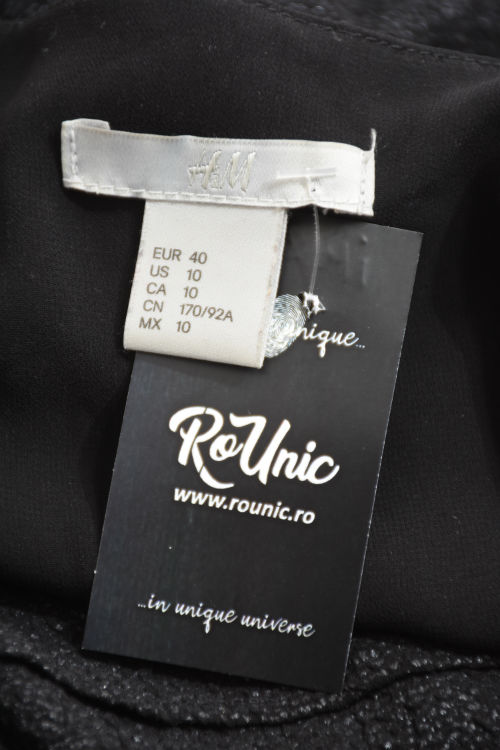 H&M
EUR 40
US 10
CA 10
CN 170/92A
MX 10
unique...
RoUnic
www.rounic.ro
...in unique universe